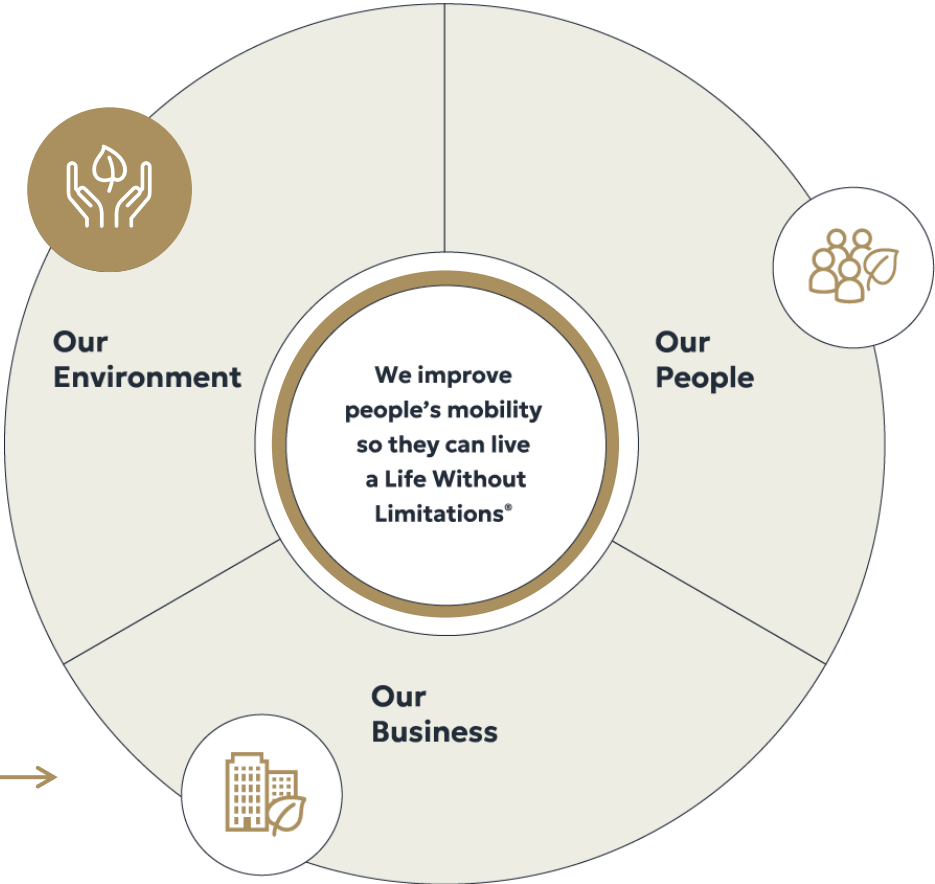 Our
Environment
Our
People
We improve
people’s mobility
so they can live
a Life Without
Limitations®
Our
Business